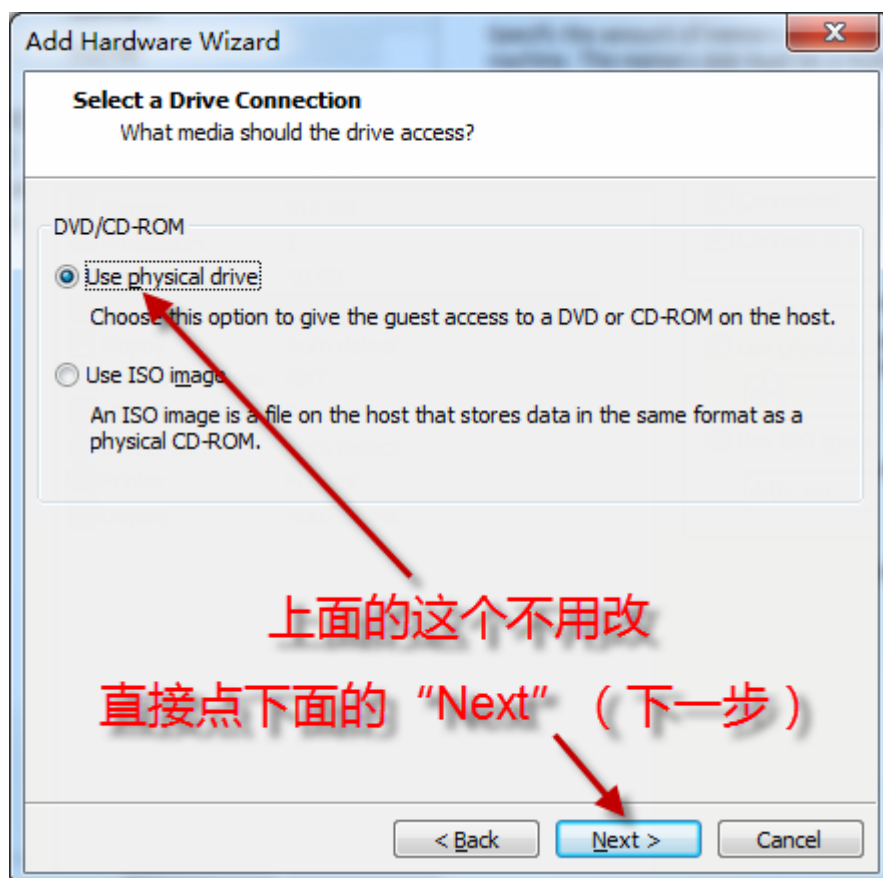 Add Hardware Wizard
Select a Drive Connection
What media should the drive access?
DVD/CD-ROM
Use physical drive
Choose this option to give the guest access to a DVD or CD-ROM on the host.
Use ISO image
An ISO image is a file on the host that stores data in the same format as a
physical CD-ROM.
上面的这个不用改
直接点下面的“Next”（下一步）
< Back Next > Cancel